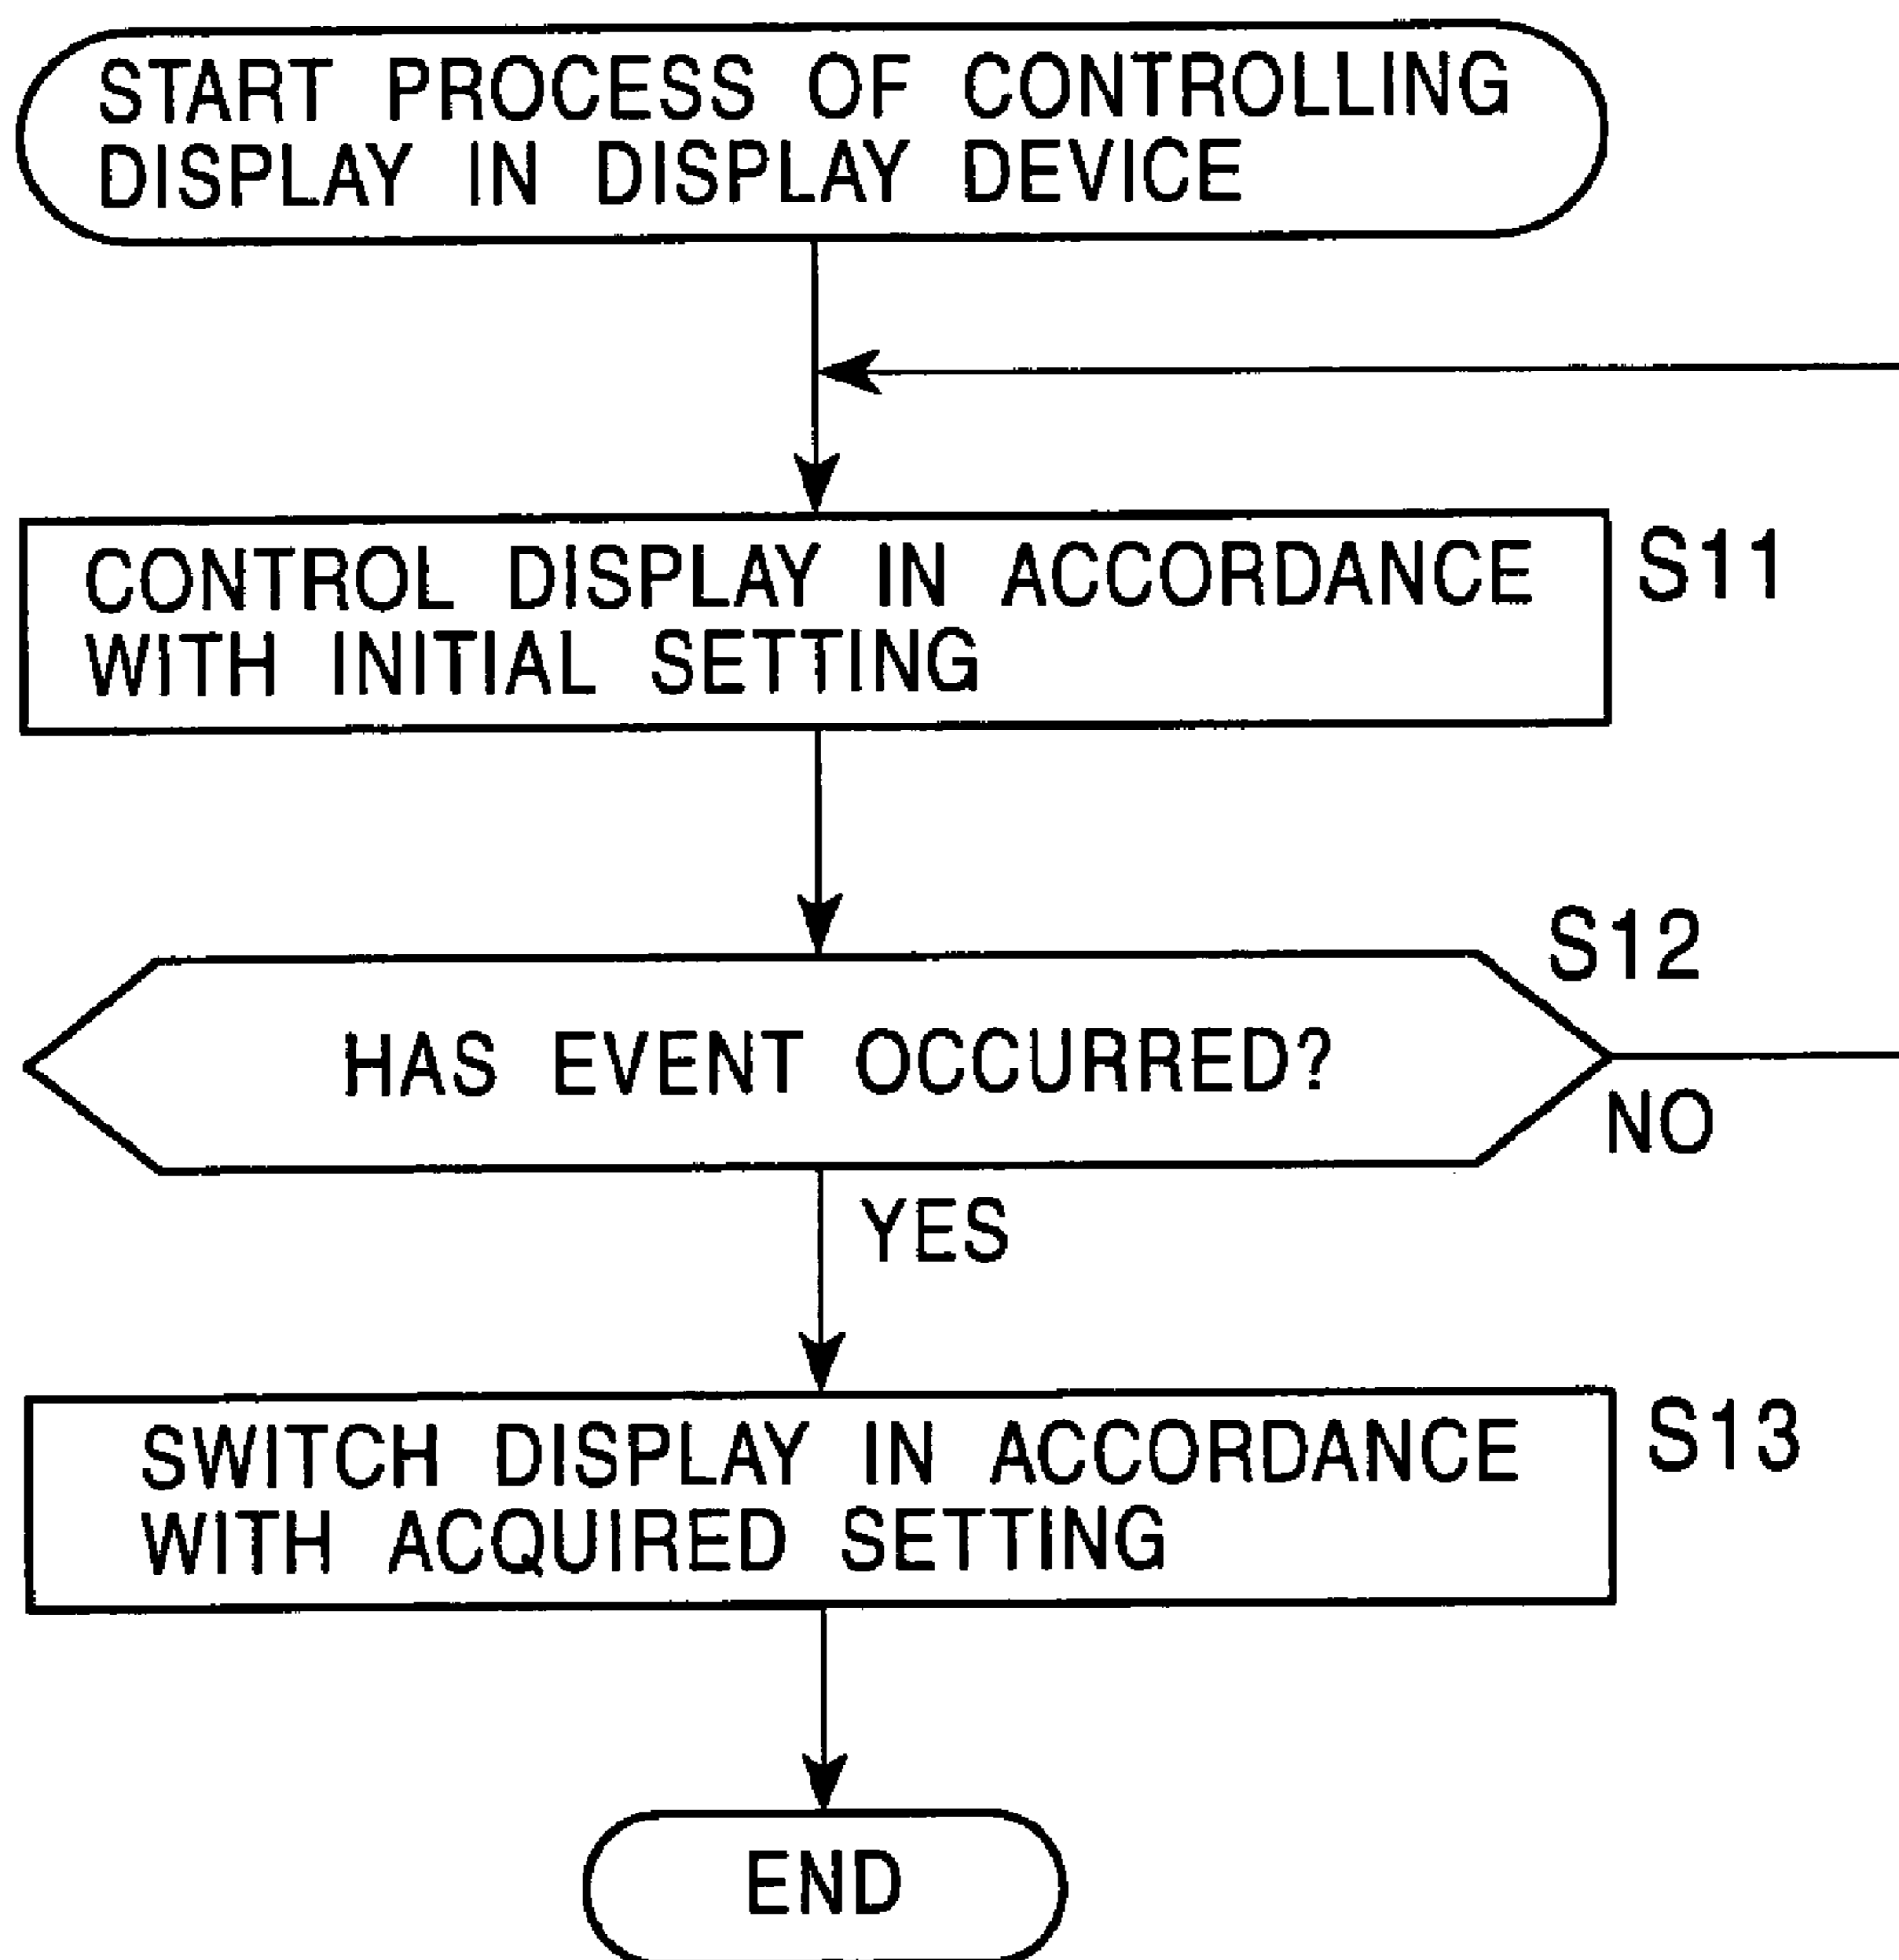 START PROCESS OF CONTROLLING
DISPLAY IN DISPLAY DEVICE
CONTROL DISPLAY IN ACCORDANCE
WITH INITIAL SETTING
S11
S12
HAS EVENT OCCURRED?
NO
YES
SWITCH DISPLAY IN ACCORDANCE
WITH ACQUIRED SETTING
S13
END